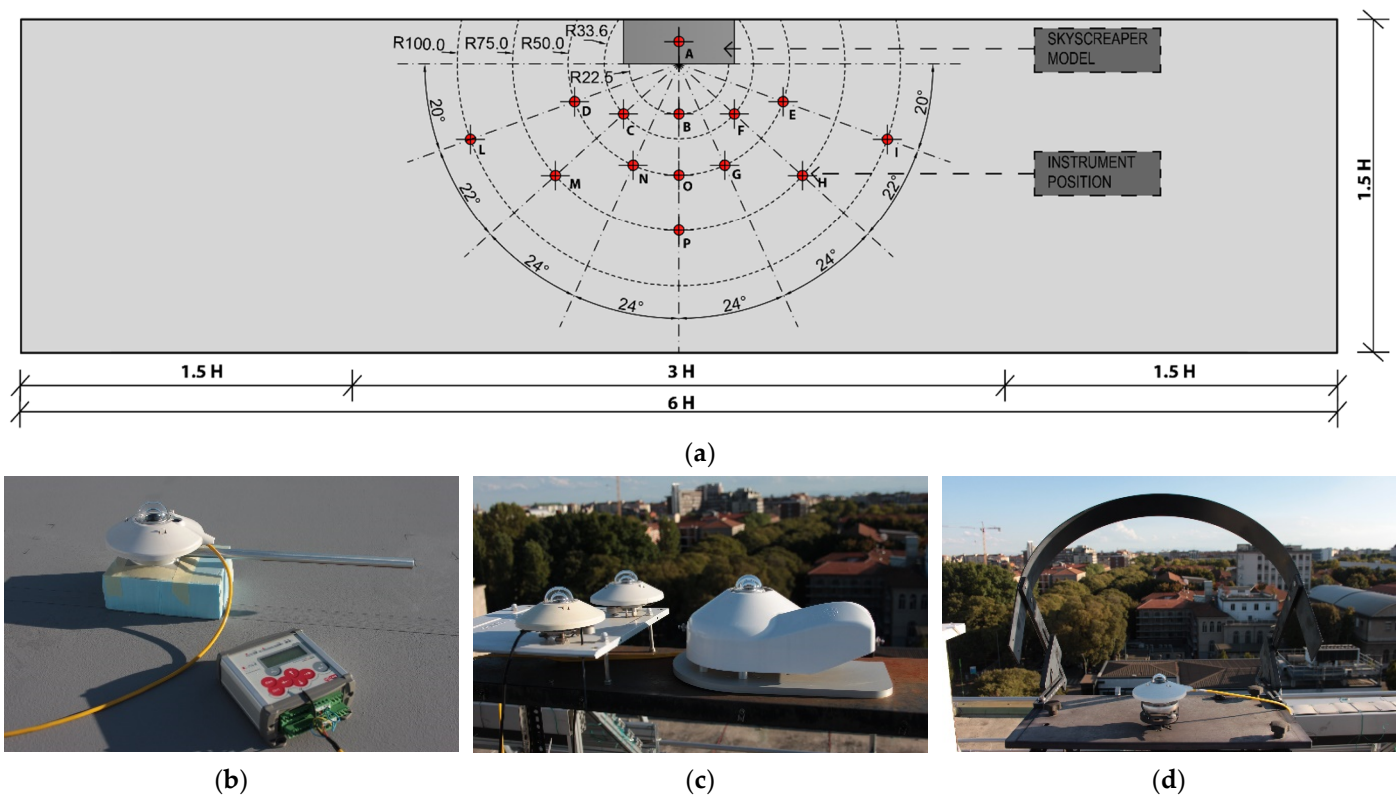 R33.6
R100.0
R75.0
R50.0
A
R22.5
SKYSCREAPER
MODEL
20°
20°
D
E
C
B
F
L
I
INSTRUMENT
POSITION
1.5 H
N
O
G
M
H
22°
22°
P
24°
24°
24°
24°
1.5 H
3 H
1.5 H
6 H
(a)
(b)
(c)
(d)